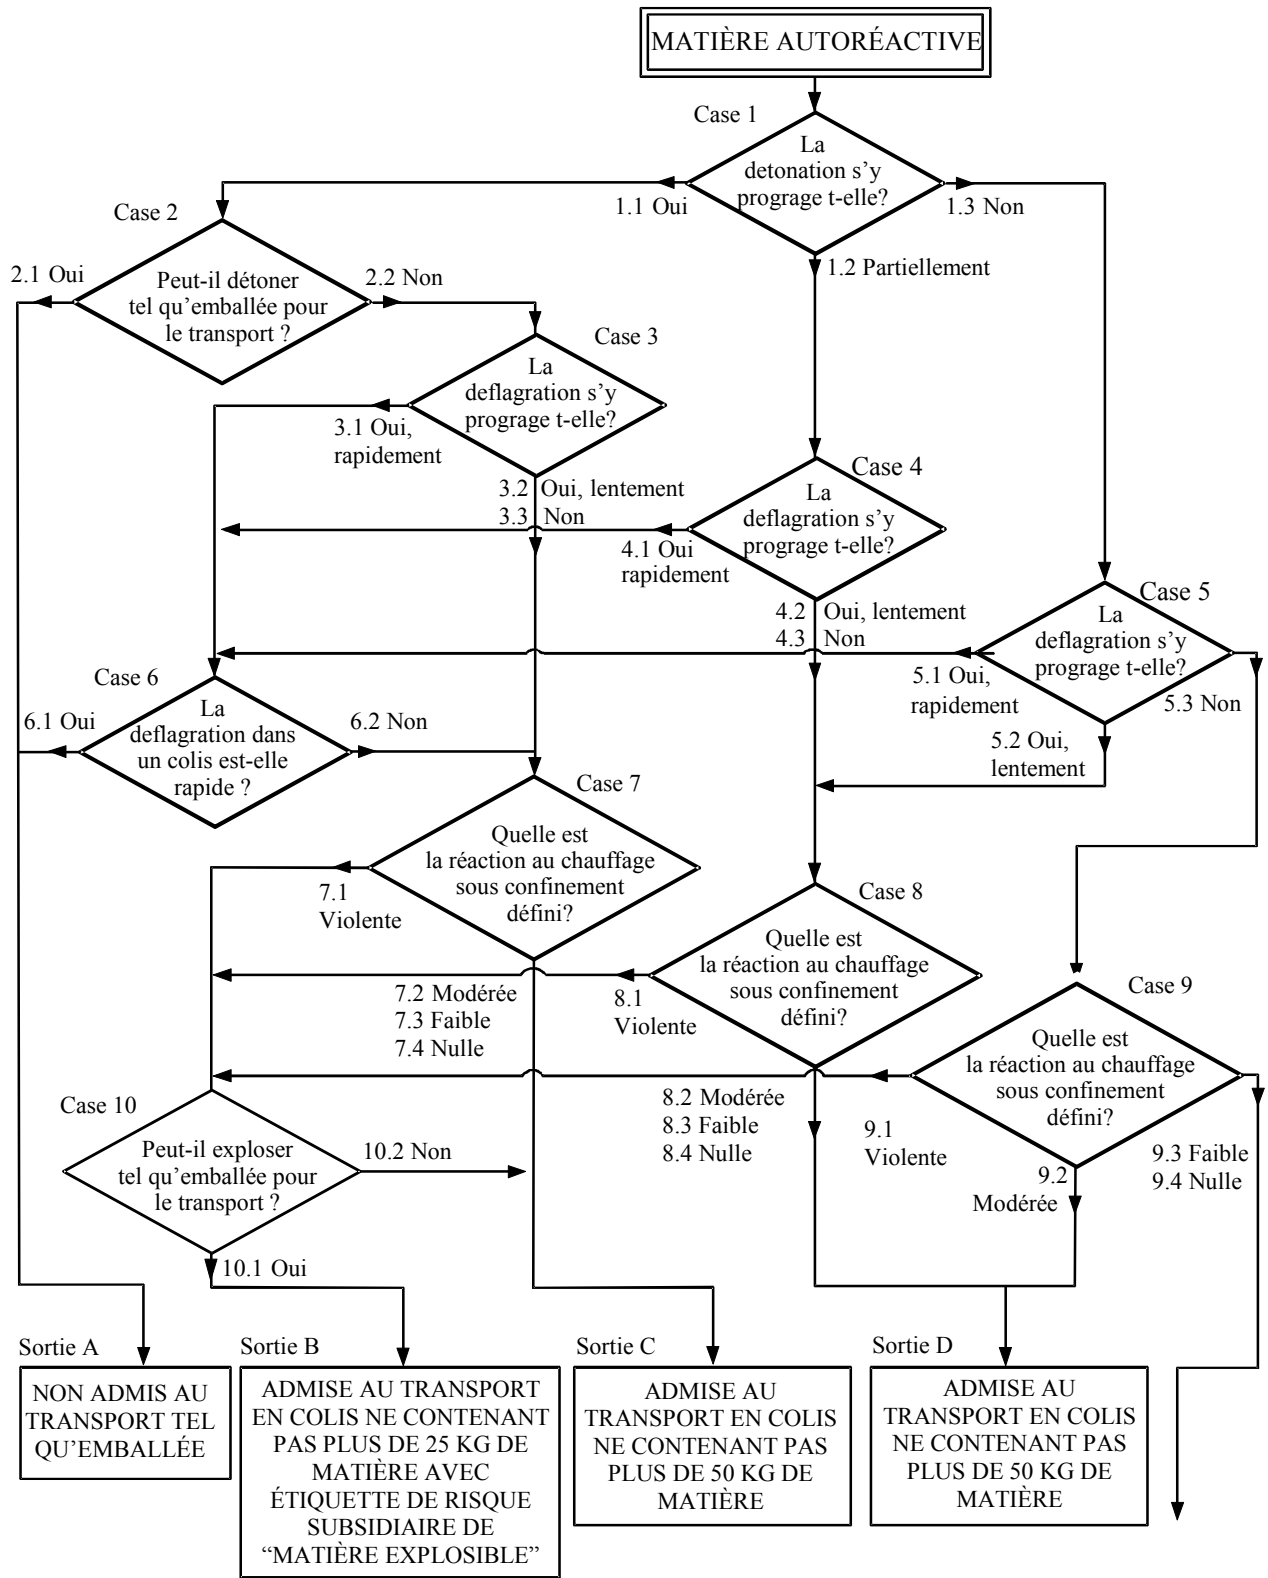 MATIÈRE AUTORÉACTIVE
Case 1
La
detonation s’y
prograge t-elle?
1.1 Oui
1.3 Non
1.2 Partiellement
Case 2
Peut-il détoner
tel qu’emballée pour
le transport ?
2.1 Oui
2.2 Non
Case 3
La
deflagration s’y
prograge t-elle?
3.1 Oui,
rapidement
3.2 Oui, lentement
3.3 Non
Case 4
La
deflagration s’y
prograge t-elle?
4.1 Oui
rapidement
4.2 Oui, lentement
4.3 Non
Case 5
La
deflagration s’y
prograge t-elle?
5.1 Oui,
rapidement
5.3 Non
5.2 Oui,
lentement
Case 6
La
deflagration dans
un colis est-elle
rapide ?
6.1 Oui
6.2 Non
Case 7
Quelle est
la réaction au chauffage
sous confinement
défini?
7.1
Violente
7.2 Modérée
7.3 Faible
7.4 Nulle
Case 8
Quelle est
la réaction au chauffage
sous confinement
défini?
8.1
Violente
8.2 Modérée
8.3 Faible
8.4 Nulle
Case 9
Quelle est
la réaction au chauffage
sous confinement
défini?
9.1
Violente
9.2
Modérée
9.3 Faible
9.4 Nulle
Case 10
Peut-il exploser
tel qu’emballée pour
le transport ?
10.2 Non
10.1 Oui
Sortie A
NON ADMIS AU
TRANSPORT TEL
QU’EMBALLÉE
Sortie B
ADMISE AU TRANSPORT
EN COLIS NE CONTENANT
PAS PLUS DE 25 KG DE
MATIÈRE AVEC
ÉTIQUETTE DE RISQUE
SUBSIDIAIRE DE
“MATIÈRE EXPLOSIBLE”
Sortie C
ADMISE AU
TRANSPORT EN COLIS
NE CONTENANT PAS
PLUS DE 50 KG DE
MATIÈRE
Sortie D
ADMISE AU
TRANSPORT EN COLIS
NE CONTENANT PAS
PLUS DE 50 KG DE
MATIÈRE